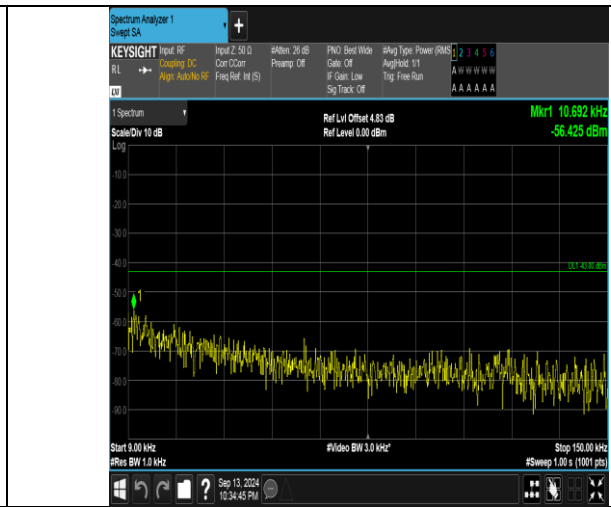 Spectrum Analyzer 1
Swept SA
+
KEYSIGHT Input: RF Input Z: 50 Ω #Atten: 26 dB PNO: Best Wide #Avg Type: Power (RMS 1 2 3 4 5 6
RL Coupling: DC Corr CCorr Preamp: Off Gate: Off Avg|Hold: 1/1 A W W W W W
Align: Auto/No RF Freq Ref: Int (S) IF Gain: Low Trig: Free Run A A A A A A
LXI Sig Track: Off
1 Spectrum Ref Lvl Offset 4.83 dB Mkr1 10.692 kHz
Scale/Div 10 dB Ref Level 0.00 dBm -56.425 dBm
Log
-10.0
-20.0
-30.0
-40.0 DL1 -43.00 dBm
-50.0
1
-60.0
-70.0
-80.0
-90.0
Start 9.00 kHz #Video BW 3.0 kHz* Stop 150.00 kHz
#Res BW 1.0 kHz #Sweep 1.00 s (1001 pts)
? Sep 13, 2024
10:34:45 PM